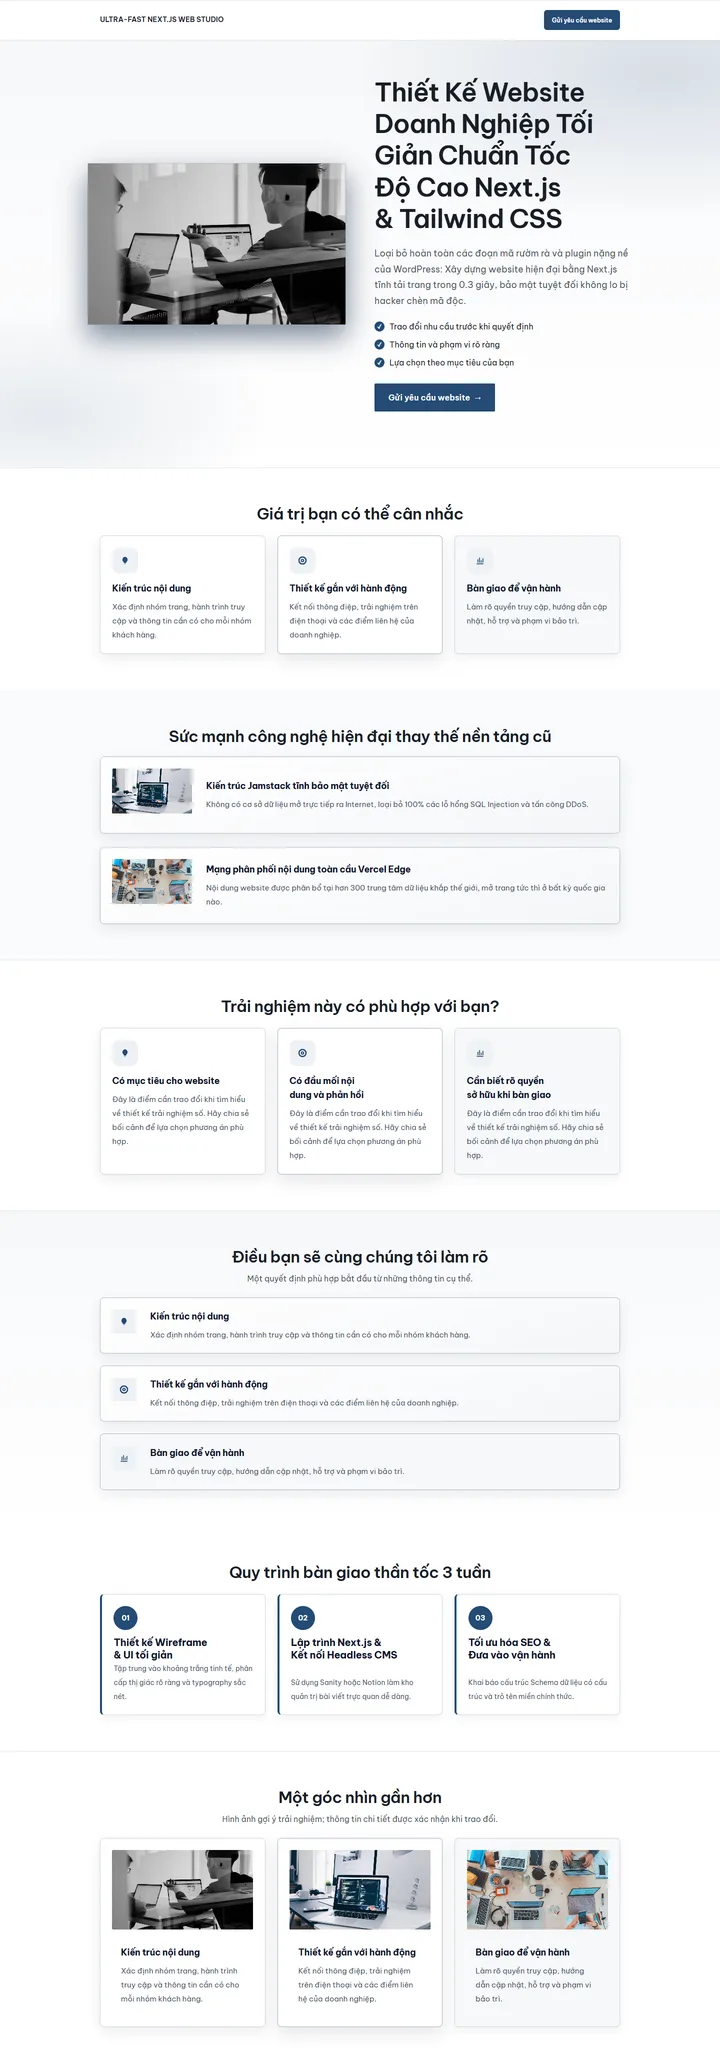 ULTRA-FAST NEXT.JS WEB STUDIO
Gửi yêu cầu website
Thiết Kế Website
Doanh Nghiệp Tối
Giản Chuẩn Tốc
Độ Cao Next.js
& Tailwind CSS
Loại bỏ hoàn toàn các đoạn mã rườm rà và plugin nặng nề
của WordPress: Xây dựng website hiện đại bằng Next.js
tĩnh tải trang trong 0.3 giây, bảo mật tuyệt đối không lo bị
hacker chèn mã độc.
Trao đổi nhu cầu trước khi quyết định
Thông tin và phạm vi rõ ràng
Lựa chọn theo mục tiêu của bạn
Gửi yêu cầu website →
Giá trị bạn có thể cân nhắc
Kiến trúc nội dung
Xác định nhóm trang, hành trình truy
cập và thông tin cần có cho mỗi nhóm
khách hàng.
Thiết kế gắn với hành động
Kết nối thông điệp, trải nghiệm trên
điện thoại và các điểm liên hệ của
doanh nghiệp.
Bàn giao để vận hành
Làm rõ quyền truy cập, hướng dẫn cập
nhật, hỗ trợ và phạm vi bảo trì.
Sức mạnh công nghệ hiện đại thay thế nền tảng cũ
Kiến trúc Jamstack tĩnh bảo mật tuyệt đối
Không có cơ sở dữ liệu mở trực tiếp ra Internet, loại bỏ 100% các lỗ hổng SQL Injection và tấn công DDoS.
Mạng phân phối nội dung toàn cầu Vercel Edge
Nội dung website được phân bổ tại hơn 300 trung tâm dữ liệu khắp thế giới, mở trang tức thì ở bất kỳ quốc gia
nào.
Trải nghiệm này có phù hợp với bạn?
Có mục tiêu cho website
Đây là điểm cần trao đổi khi tìm hiểu
về thiết kế trải nghiệm số. Hãy chia sẻ
bối cảnh để lựa chọn phương án phù
hợp.
Có đầu mối nội
dung và phản hồi
Đây là điểm cần trao đổi khi tìm hiểu
về thiết kế trải nghiệm số. Hãy chia sẻ
bối cảnh để lựa chọn phương án phù
hợp.
Cần biết rõ quyền
sở hữu khi bàn giao
Đây là điểm cần trao đổi khi tìm hiểu
về thiết kế trải nghiệm số. Hãy chia sẻ
bối cảnh để lựa chọn phương án phù
hợp.
Điều bạn sẽ cùng chúng tôi làm rõ
Một quyết định phù hợp bắt đầu từ những thông tin cụ thể.
Kiến trúc nội dung
Xác định nhóm trang, hành trình truy cập và thông tin cần có cho mỗi nhóm khách hàng.
Thiết kế gắn với hành động
Kết nối thông điệp, trải nghiệm trên điện thoại và các điểm liên hệ của doanh nghiệp.
Bàn giao để vận hành
Làm rõ quyền truy cập, hướng dẫn cập nhật, hỗ trợ và phạm vi bảo trì.
Quy trình bàn giao thần tốc 3 tuần
01
Thiết kế Wireframe
& UI tối giản
Tập trung vào khoảng trắng tinh tế, phân
cấp thị giác rõ ràng và typography sắc
nét.
02
Lập trình Next.js &
Kết nối Headless CMS
Sử dụng Sanity hoặc Notion làm kho
quản trị bài viết trực quan dễ dàng.
03
Tối ưu hóa SEO &
Đưa vào vận hành
Khai báo cấu trúc Schema dữ liệu có cấu
trúc và trỏ tên miền chính thức.
Một góc nhìn gần hơn
Hình ảnh gợi ý trải nghiệm; thông tin chi tiết được xác nhận khi trao đổi.
Kiến trúc nội dung
Xác định nhóm trang, hành trình
truy cập và thông tin cần có cho
mỗi nhóm khách hàng.
Thiết kế gắn với hành động
Kết nối thông điệp, trải nghiệm
trên điện thoại và các điểm liên
hệ của doanh nghiệp.
Bàn giao để vận hành
Làm rõ quyền truy cập, hướng
dẫn cập nhật, hỗ trợ và phạm vi
bảo trì.